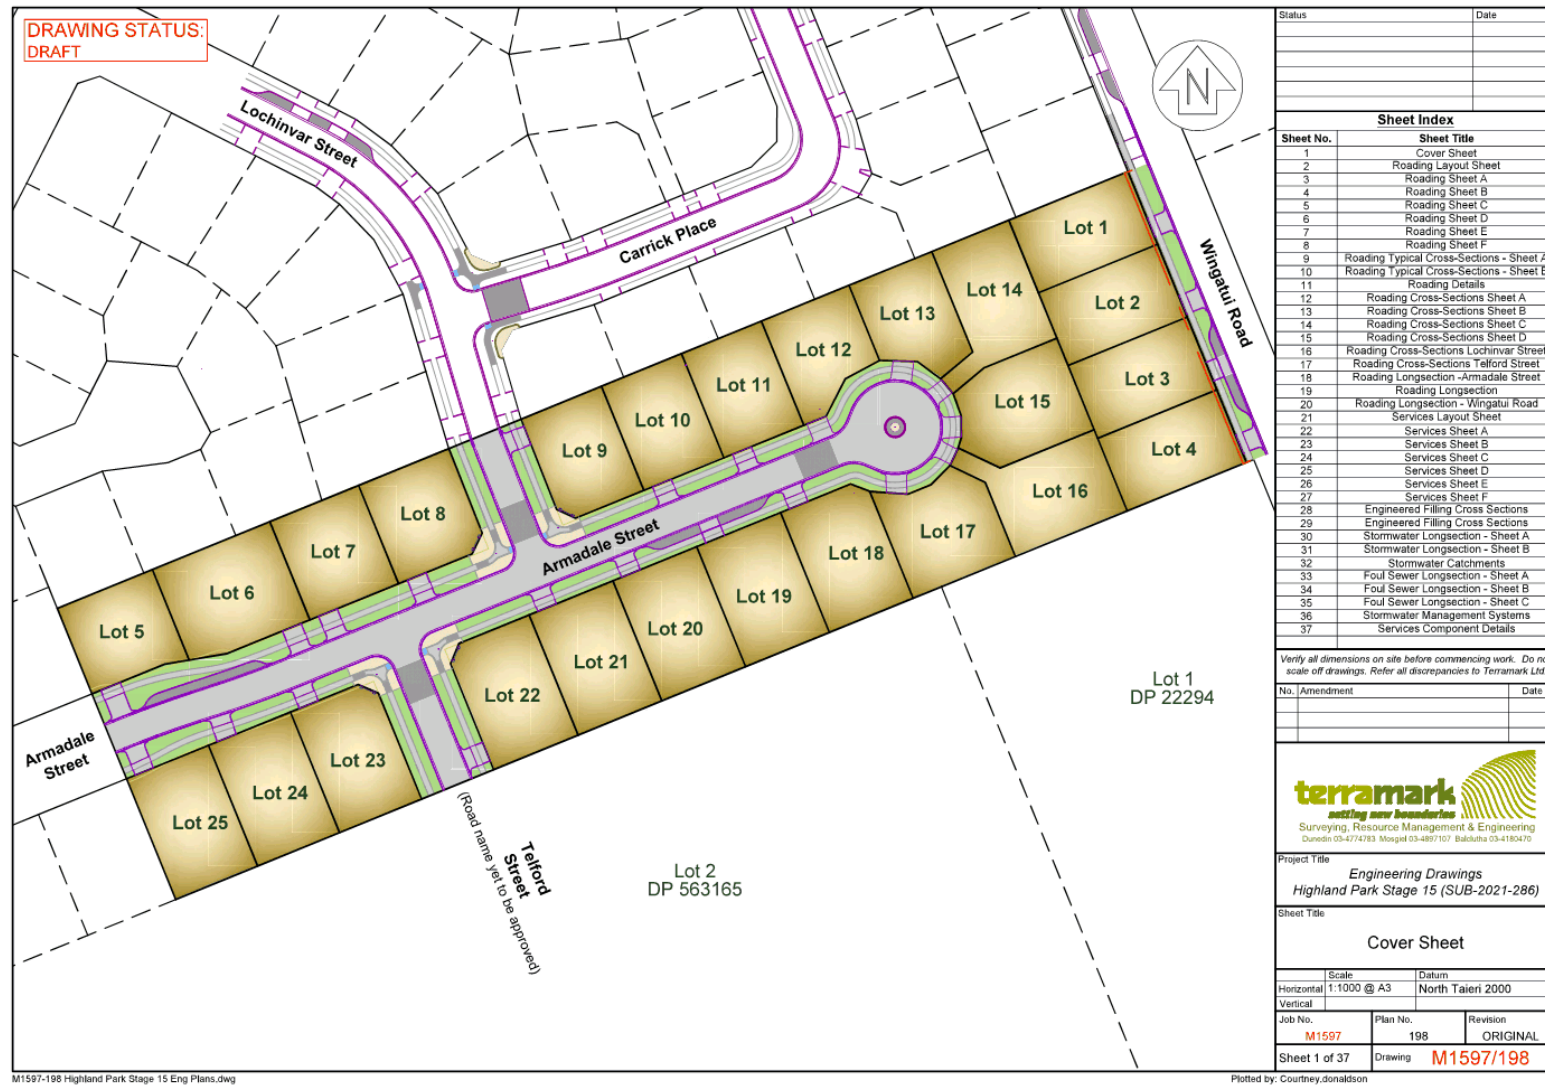 DRAWING STATUS:
DRAFT
Lochinvar Street
Carrick Place
Wingatui Road
Lot 1
Lot 2
Lot 3
Lot 4
Lot 14
Lot 13
Lot 12
Lot 11
Lot 10
Lot 9
Lot 15
Lot 16
Lot 17
Lot 18
Lot 19
Lot 20
Lot 21
Lot 22
Lot 8
Lot 7
Lot 6
Lot 5
Armadale Street
Armadale
Street
Lot 23
Lot 24
Lot 25
Telford
Street
(Road name yet to be approved)
Lot 2
DP 563165
Lot 1
DP 22294
N
Status Date
Sheet Index
Sheet No. Sheet Title
1 Cover Sheet
2 Roading Layout Sheet
3 Roading Sheet A
4 Roading Sheet B
5 Roading Sheet C
6 Roading Sheet D
7 Roading Sheet E
8 Roading Sheet F
9 Roading Typical Cross-Sections - Sheet A
10 Roading Typical Cross-Sections - Sheet B
11 Roading Details
12 Roading Cross-Sections Sheet A
13 Roading Cross-Sections Sheet B
14 Roading Cross-Sections Sheet C
15 Roading Cross-Sections Sheet D
16 Roading Cross-Sections Lochinvar Street
17 Roading Cross-Sections Telford Street
18 Roading Longsection -Armadale Street
19 Roading Longsection
20 Roading Longsection - Wingatui Road
21 Services Layout Sheet
22 Services Sheet A
23 Services Sheet B
24 Services Sheet C
25 Services Sheet D
26 Services Sheet E
27 Services Sheet F
28 Engineered Filling Cross Sections
29 Engineered Filling Cross Sections
30 Stormwater Longsection - Sheet A
31 Stormwater Longsection - Sheet B
32 Stormwater Catchments
33 Foul Sewer Longsection - Sheet A
34 Foul Sewer Longsection - Sheet B
35 Foul Sewer Longsection - Sheet C
36 Stormwater Management Systems
37 Services Component Details
Verify all dimensions on site before commencing work. Do no
scale off drawings. Refer all discrepancies to Terramark Ltd.
No. Amendment Date
terramark
setting new boundaries
Surveying, Resource Management & Engineering
Dunedin 03-4774783 Mosgiel 03-4897107 Balclutha 03-4180470
Project Title
Engineering Drawings
Highland Park Stage 15 (SUB-2021-286)
Sheet Title
Cover Sheet
Scale Datum
Horizontal 1:1000 @ A3 North Taieri 2000
Vertical
Job No. Plan No. Revision
M1597 198 ORIGINAL
Sheet 1 of 37 Drawing M1597/198
M1597-198 Highland Park Stage 15 Eng Plans.dwg
Plotted by: Courtney.donaldson